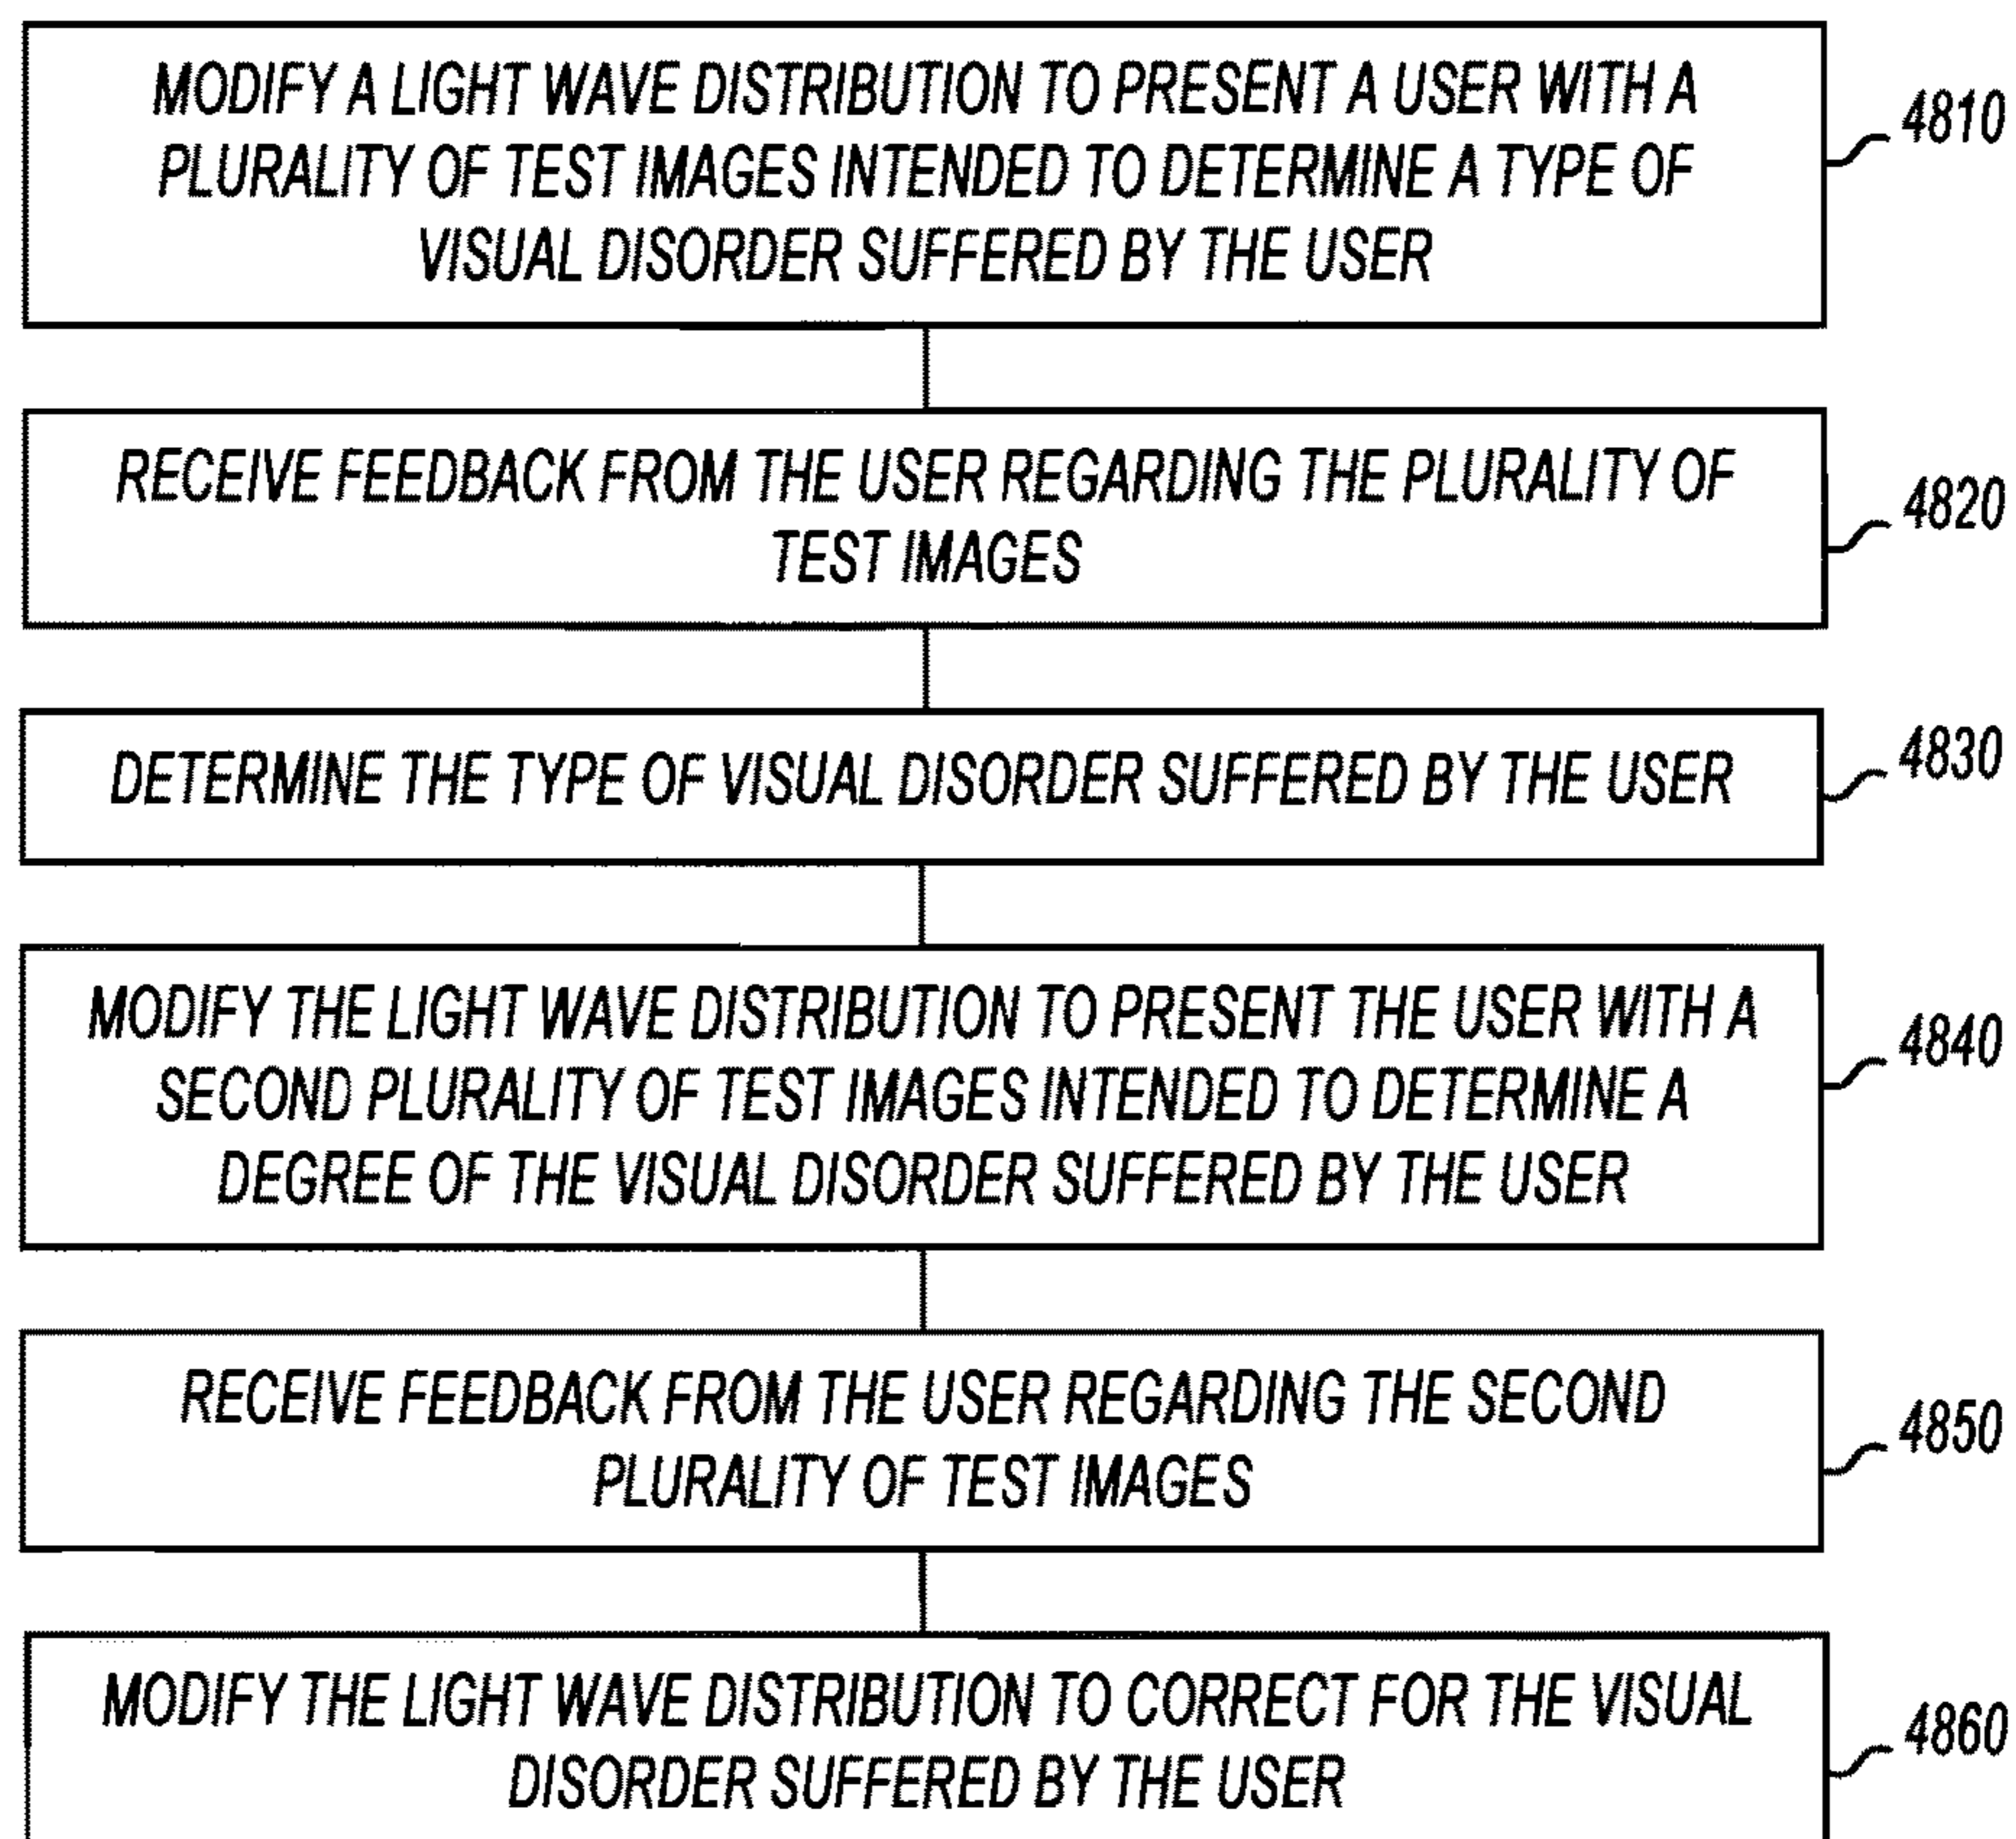 MODIFY A LIGHT WAVE DISTRIBUTION TO PRESENT A USER WITH A
PLURALITY OF TEST IMAGES INTENDED TO DETERMINE A TYPE OF
VISUAL DISORDER SUFFERED BY THE USER
4810
RECEIVE FEEDBACK FROM THE USER REGARDING THE PLURALITY OF
TEST IMAGES
4820
DETERMINE THE TYPE OF VISUAL DISORDER SUFFERED BY THE USER
4830
MODIFY THE LIGHT WAVE DISTRIBUTION TO PRESENT THE USER WITH A
SECOND PLURALITY OF TEST IMAGES INTENDED TO DETERMINE A
DEGREE OF THE VISUAL DISORDER SUFFERED BY THE USER
4840
RECEIVE FEEDBACK FROM THE USER REGARDING THE SECOND
PLURALITY OF TEST IMAGES
4850
MODIFY THE LIGHT WAVE DISTRIBUTION TO CORRECT FOR THE VISUAL
DISORDER SUFFERED BY THE USER
4860